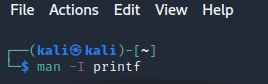 File Actions Edit View Help
┌──(kali㉿kali)-[~]
└─$ man -I printf